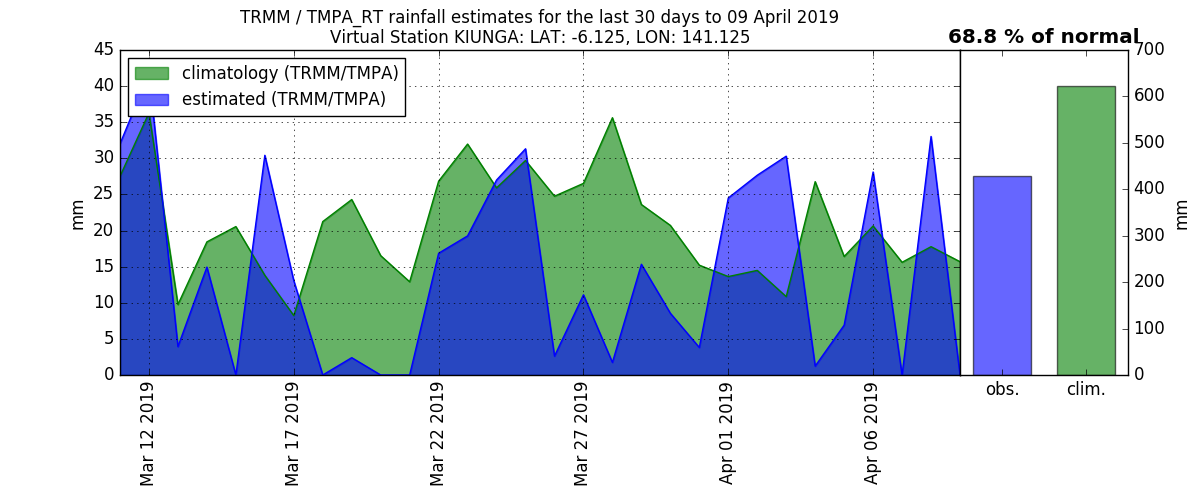 TRMM / TMPA_RT rainfall estimates for the last 30 days to 09 April 2019
Virtual Station KIUNGA: LAT: -6.125, LON: 141.125
68.8 % of normal
climatology (TRMM/TMPA)
estimated (TRMM/TMPA)
45
40
35
30
25
20
15
10
5
0
mm
Mar 12 2019
Mar 17 2019
Mar 22 2019
Mar 27 2019
Apr 01 2019
Apr 06 2019
700
600
500
400
300
200
100
0
mm
obs.
clim.